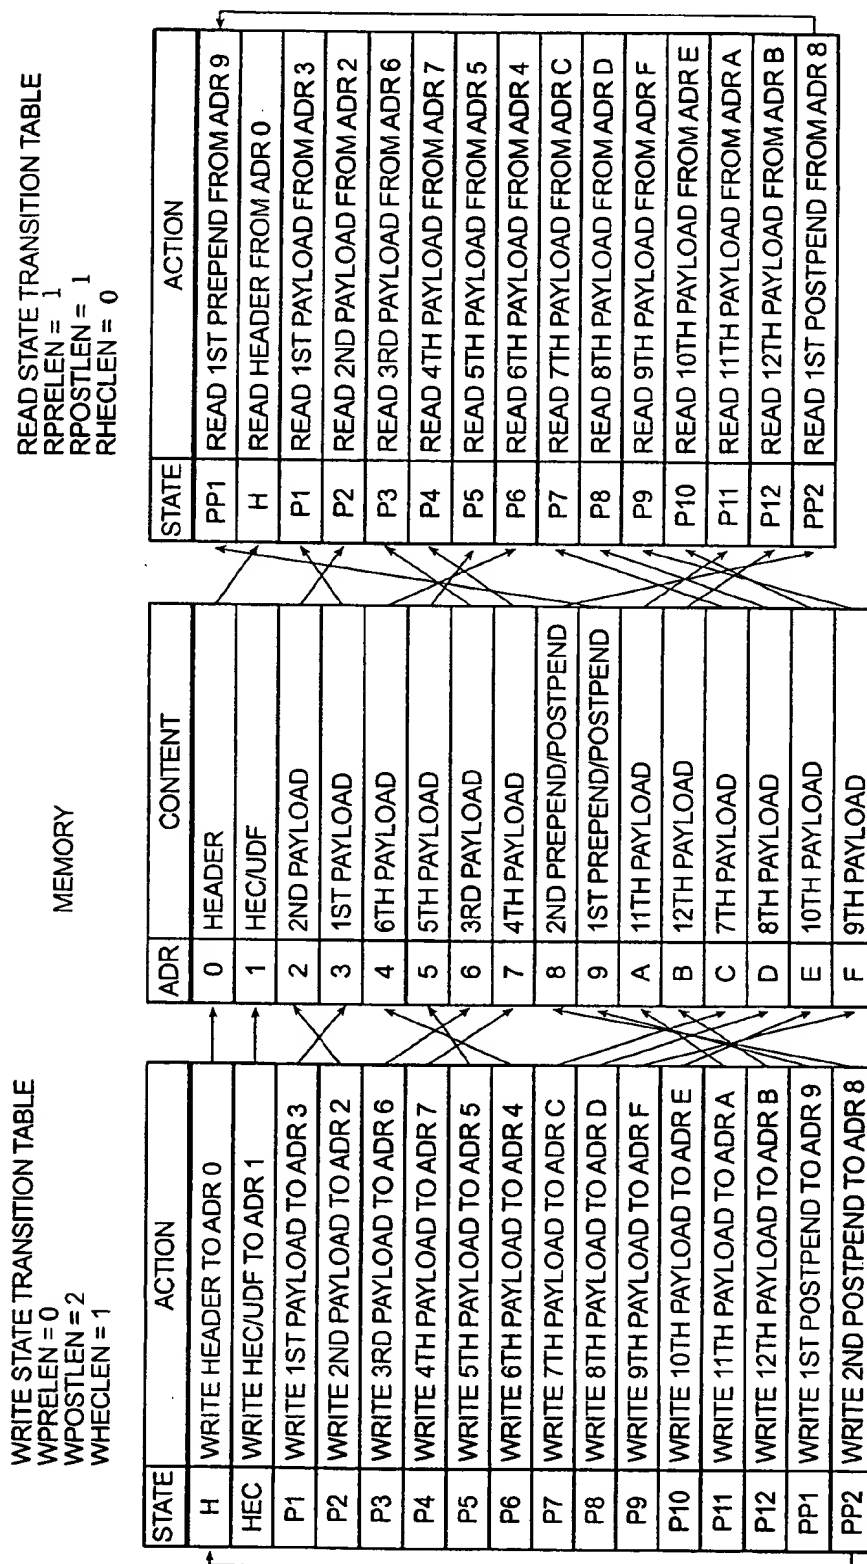 WRITE STATE TRANSITION TABLE
WPRELEN = 0
WPOSTLEN = 2
WHECLEN = 1
STATE ACTION
H WRITE HEADER TO ADR 0
HEC WRITE HEC/UDF TO ADR 1
P1 WRITE 1ST PAYLOAD TO ADR 3
P2 WRITE 2ND PAYLOAD TO ADR 2
P3 WRITE 3RD PAYLOAD TO ADR 6
P4 WRITE 4TH PAYLOAD TO ADR 7
P5 WRITE 5TH PAYLOAD TO ADR 5
P6 WRITE 6TH PAYLOAD TO ADR 4
P7 WRITE 7TH PAYLOAD TO ADR C
P8 WRITE 8TH PAYLOAD TO ADR D
P9 WRITE 9TH PAYLOAD TO ADR F
P10 WRITE 10TH PAYLOAD TO ADR E
P11 WRITE 11TH PAYLOAD TO ADR A
P12 WRITE 12TH PAYLOAD TO ADR B
PP1 WRITE 1ST POSTPEND TO ADR 9
PP2 WRITE 2ND POSTPEND TO ADR 8
MEMORY
ADR CONTENT
0 HEADER
1 HEC/UDF
2 2ND PAYLOAD
3 1ST PAYLOAD
4 6TH PAYLOAD
5 5TH PAYLOAD
6 3RD PAYLOAD
7 4TH PAYLOAD
8 2ND PREPEND/POSTPEND
9 1ST PREPEND/POSTPEND
A 11TH PAYLOAD
B 12TH PAYLOAD
C 7TH PAYLOAD
D 8TH PAYLOAD
E 10TH PAYLOAD
F 9TH PAYLOAD
READ STATE TRANSITION TABLE
RPRELEN = 1
RPOSTLEN = 1
RHECLEN = 0
STATE ACTION
PP1 READ 1ST PREPEND FROM ADR 9
H READ HEADER FROM ADR 0
P1 READ 1ST PAYLOAD FROM ADR 3
P2 READ 2ND PAYLOAD FROM ADR 2
P3 READ 3RD PAYLOAD FROM ADR 6
P4 READ 4TH PAYLOAD FROM ADR 7
P5 READ 5TH PAYLOAD FROM ADR 5
P6 READ 6TH PAYLOAD FROM ADR 4
P7 READ 7TH PAYLOAD FROM ADR C
P8 READ 8TH PAYLOAD FROM ADR D
P9 READ 9TH PAYLOAD FROM ADR F
P10 READ 10TH PAYLOAD FROM ADR E
P11 READ 11TH PAYLOAD FROM ADR A
P12 READ 12TH PAYLOAD FROM ADR B
PP2 READ 1ST POSTPEND FROM ADR 8